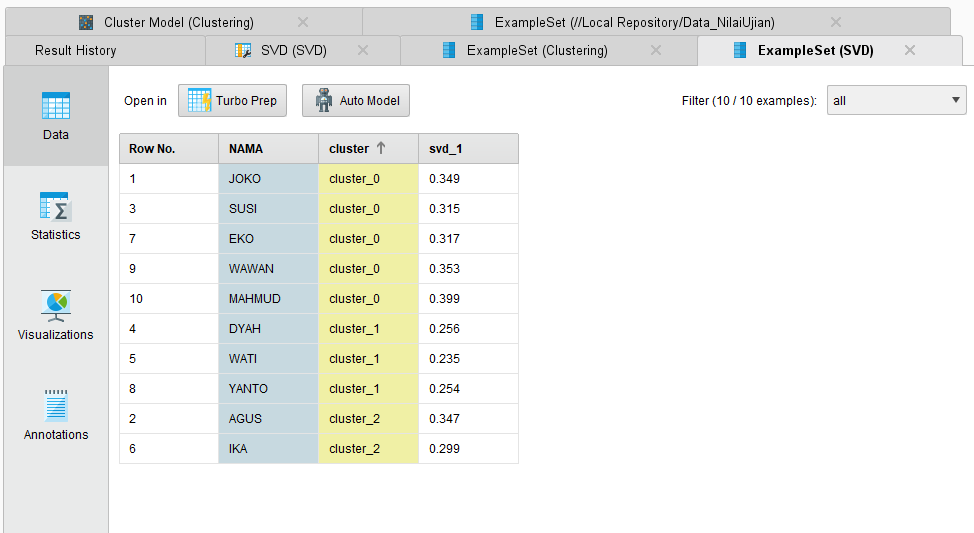 Cluster Model (Clustering)
ExampleSet (//Local Repository/Data_NilaiUjian)
Result History
SVD (SVD)
ExampleSet (Clustering)
ExampleSet (SVD)
Data
Statistics
Visualizations
Annotations
Open in Turbo Prep Auto Model Filter (10 / 10 examples): all
Row No. NAMA cluster svd_1
1 JOKO cluster_0 0.349
3 SUSI cluster_0 0.315
7 EKO cluster_0 0.317
9 WAWAN cluster_0 0.353
10 MAHMUD cluster_0 0.399
4 DYAH cluster_1 0.256
5 WATI cluster_1 0.235
8 YANTO cluster_1 0.254
2 AGUS cluster_2 0.347
6 IKA cluster_2 0.299